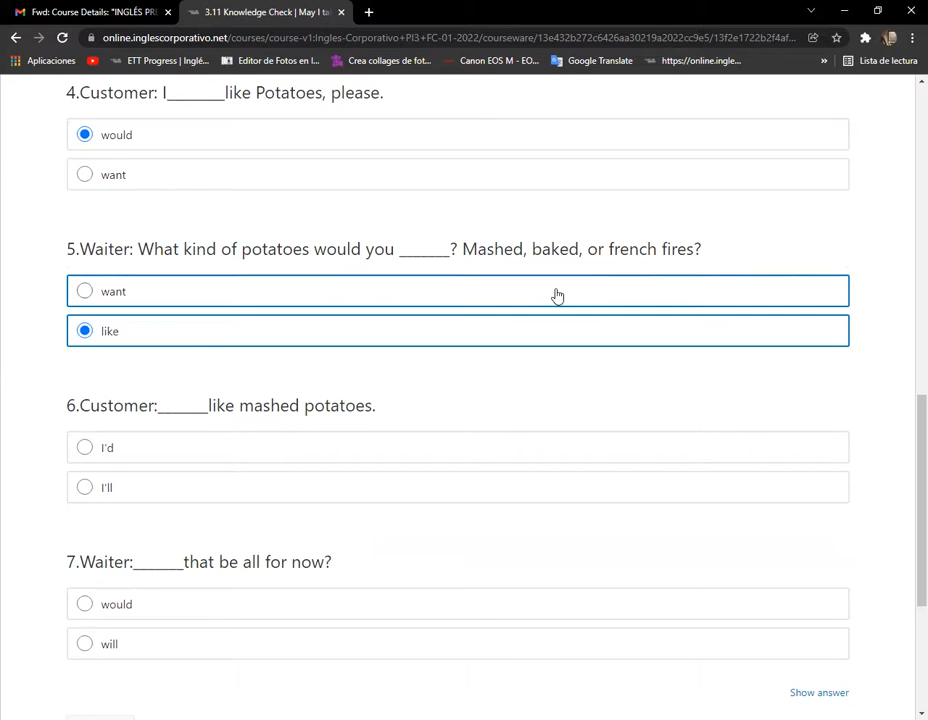 Fwd: Course Details: "INGLÉS PRE
3.11 Knowledge Check | May I ta
online.inglescorporativo.net/courses/course-v1:Ingles-Corporativo+PI3+FC-01-2022/courseware/13e432b272c6426aa30219a2022cc9e5/13f2e1722b2f4af...
Aplicaciones
ETT Progress | Inglé...
Editor de Fotos en l...
Crea collages de fot...
Canon EOS M - EO...
Google Translate
https://online.ingle...
»
Lista de lectura
4.Customer: I_______like Potatoes, please.
would
want
5.Waiter: What kind of potatoes would you ______? Mashed, baked, or french fires?
want
like
6.Customer:______like mashed potatoes.
I'd
I'll
7.Waiter:______that be all for now?
would
will
Show answer